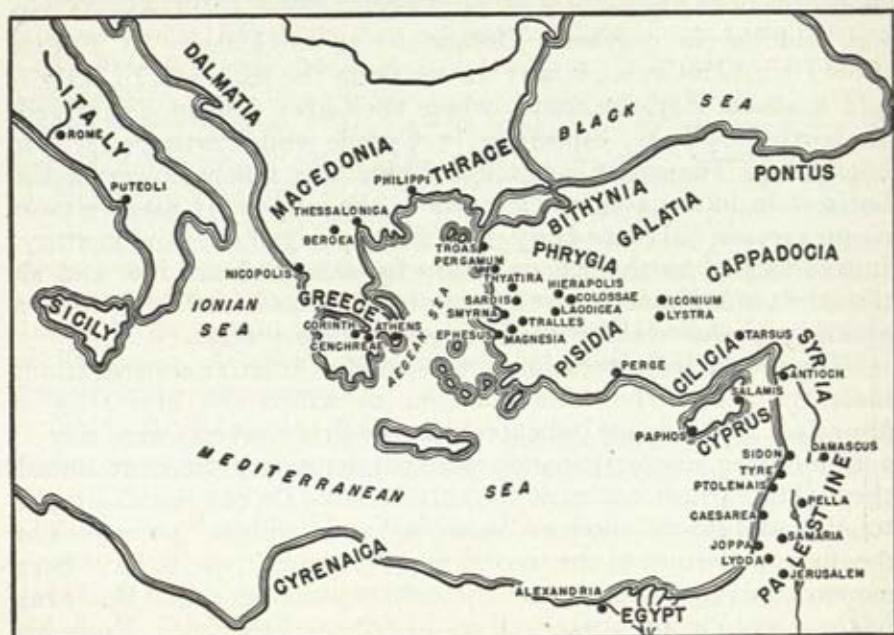 ITALY
DALMATIA
ROME
PUTEOLI
SICILY
IONIAN
SEA
MACEDONIA
THRACE
PHILIPPI
THESSALONICA
BEROEA
NICOPOLIS
GREECE
CORINTH
ATHENS
CENCHREA
AEGEAN SEA
BLACK SEA
PONTUS
BITHYNIA
GALATIA
PHRYGIA
CAPPADOCIA
TROAS
PERGAMUM
THYATIRA
HIERAPOLIS
SARDIS
COLOSSAE
SMYRNA
LAODICEA
TRALLES
EPHESUS
MAGNESIA
ICONIUM
LYSTRA
PISIDIA
PERGE
CILICIA
TARSUS
SYRIA
ANTIOCH
SALAMIS
CYPRUS
PAPHOS
MEDITERRANEAN
SEA
SIDON
DAMASCUS
TYRE
PTOLEMAIS
PELLA
CAESAREA
SAMARIA
JOPPA
LYDDA
JERUSALEM
PALESTINE
CYRENAICA
ALEXANDRIA
EGYPT